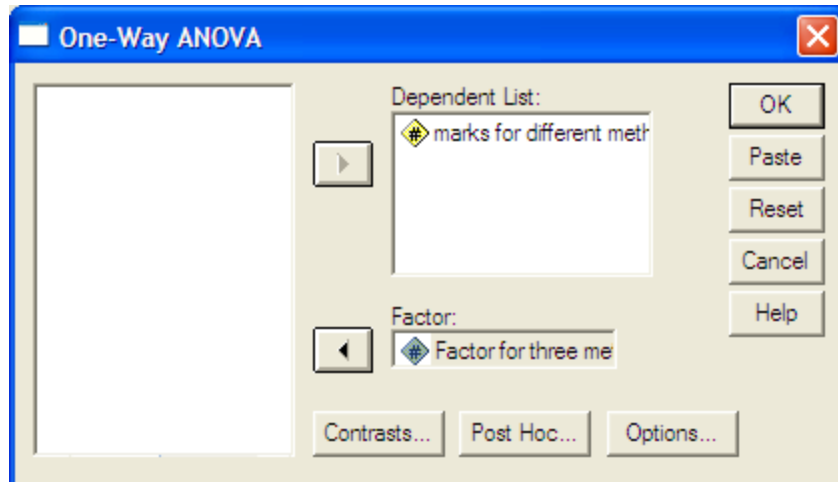 One-Way ANOVA
Dependent List:
# marks for different meth
OK
Paste
Reset
Cancel
Help
Factor:
# Factor for three me
Contrasts...
Post Hoc...
Options...